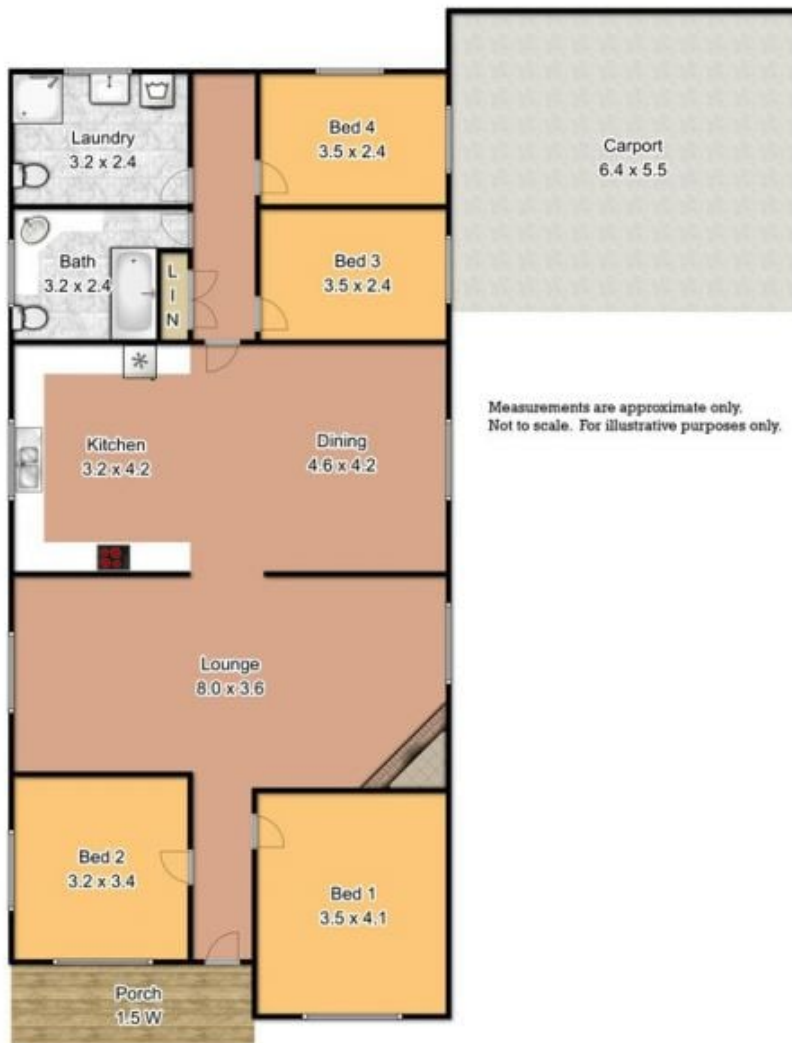 Laundry
3.2 x 2.4
Bed 4
3.5 x 2.4
Carport
6.4 x 5.5
Bath
3.2 x 2.4
L
I
N
Bed 3
3.5 x 2.4
Kitchen
3.2 x 4.2
Dining
4.6 x 4.2
Measurements are approximate only.
Not to scale. For illustrative purposes only.
Lounge
8.0 x 3.6
Bed 2
3.2 x 3.4
Bed 1
3.5 x 4.1
Porch
1.5 W